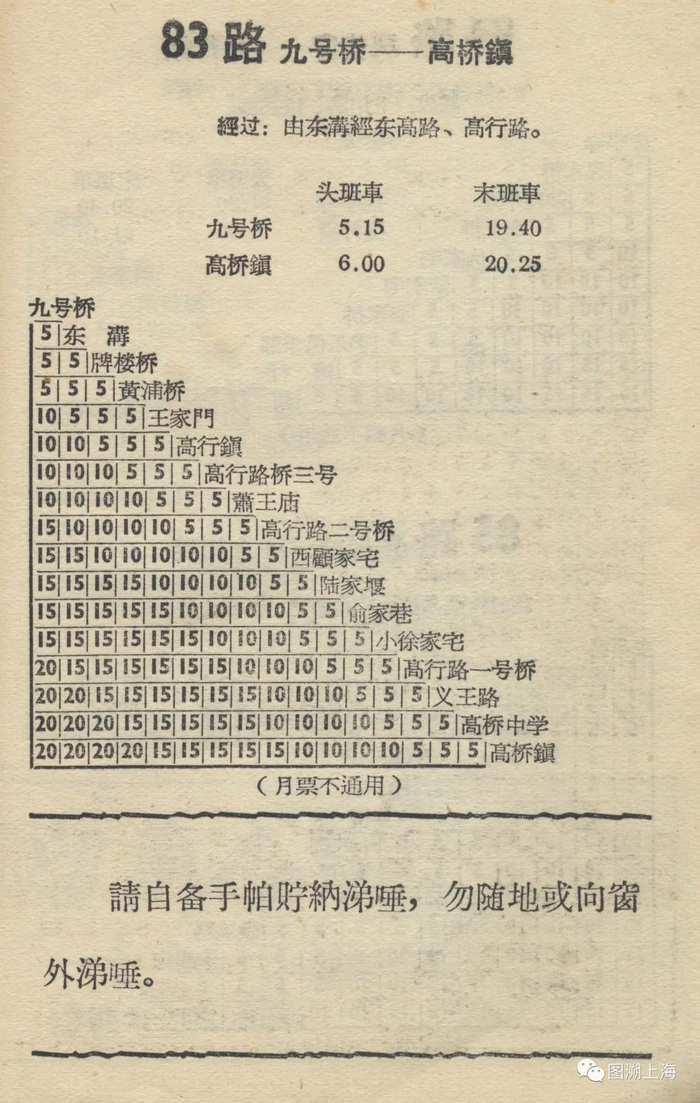 83路 九号桥——高桥鎭
經过：由东溝經东高路、高行路。
头班車 末班車
九号桥 5.15 19.40
高桥鎭 6.00 20.25
九号桥
5 东 溝
5 5 牌楼桥
5 5 5 黄浦桥
10 5 5 5 王家門
10 10 5 5 5 高行鎭
10 10 10 5 5 5 高行路桥三号
10 10 10 10 5 5 5 蕭王庙
15 10 10 10 10 5 5 5 高行路二号桥
15 15 10 10 10 10 10 5 5 西顧家宅
15 15 15 15 10 10 10 10 5 5 陆家堰
15 15 15 15 15 10 10 10 10 5 5 俞家巷
15 15 15 15 15 15 10 10 10 5 5 5 小徐家宅
20 15 15 15 15 15 15 10 10 10 5 5 5 高行路一号桥
20 20 15 15 15 15 15 15 10 10 10 5 5 5 义王路
20 20 20 15 15 15 15 15 10 10 10 10 5 5 5 高桥中学
20 20 20 20 15 15 15 15 15 10 10 10 10 5 5 5 高桥鎭
（月票不通用）
請自备手帕貯納涕唾，勿随地或向窗
外涕唾。
图溯上海